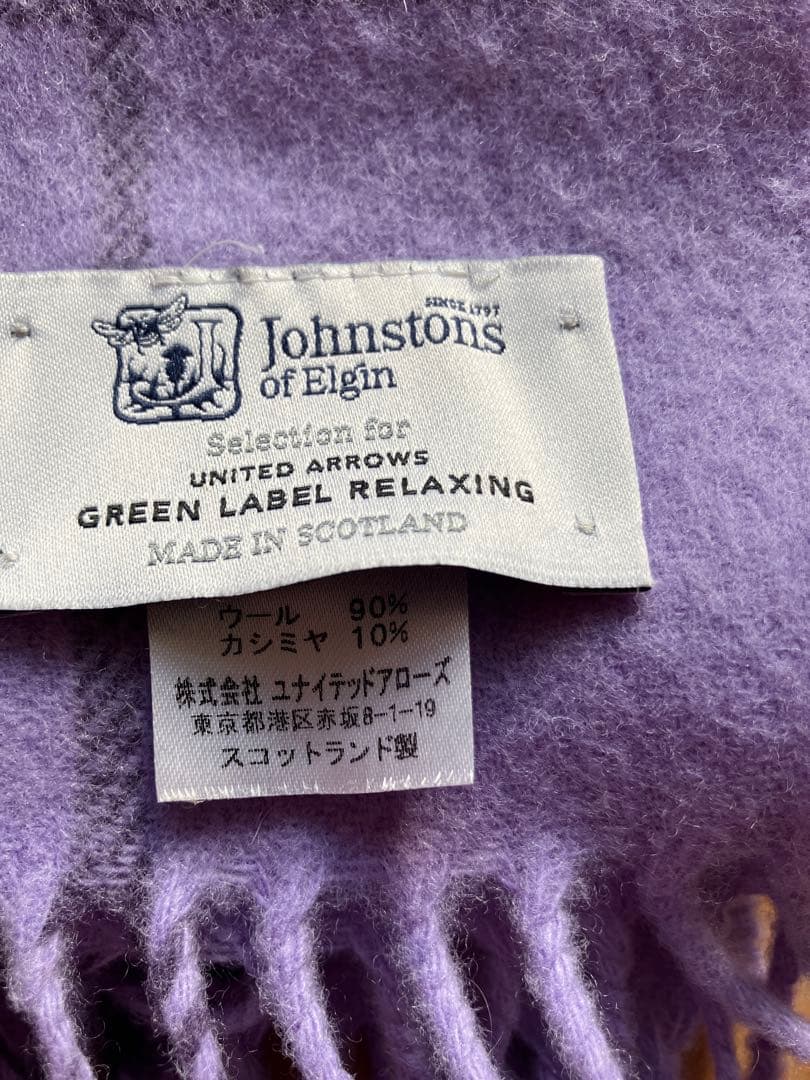 SINCE 1797
Johnstons
of Elgin
Selection for
UNITED ARROWS
GREEN LABEL RELAXING
MADE IN SCOTLAND
ウール 90%
カシミヤ 10%
株式会社 ユナイテッドアローズ
東京都港区赤坂8-1-19
スコットランド製